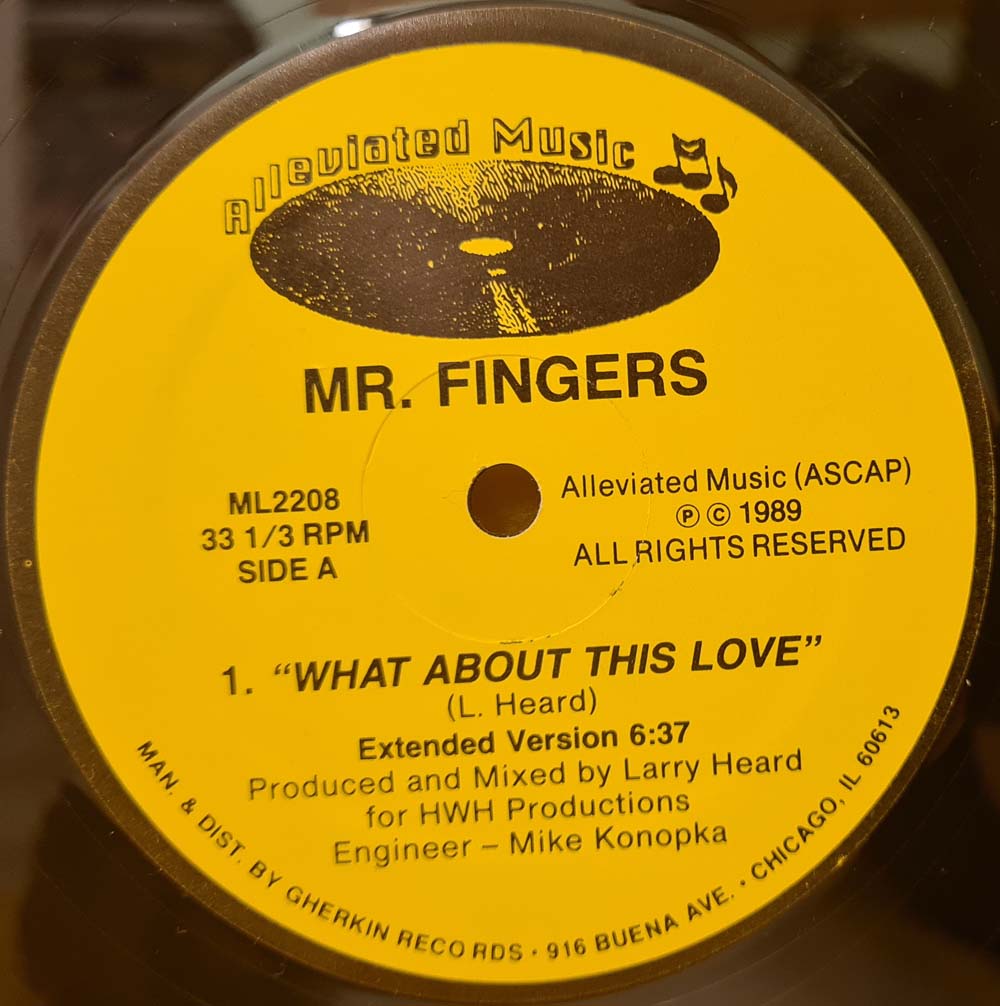 Alleviated Music
MR. FINGERS
ML2208
33 1/3 RPM
SIDE A
Alleviated Music (ASCAP)
Ⓟ © 1989
ALL RIGHTS RESERVED
1. “WHAT ABOUT THIS LOVE”
(L. Heard)
Extended Version 6:37
Produced and Mixed by Larry Heard
for HWH Productions
Engineer – Mike Konopka
MAN. & DIST. BY GHERKIN RECORDS · 916 BUENA AVE. · CHICAGO, IL 60613